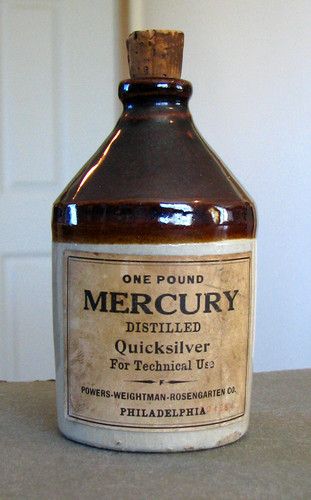 ONE POUND
MERCURY
DISTILLED
Quicksilver
For Technical Use
POWERS-WEIGHTMAN-ROSENGARTEN CO.
PHILADELPHIA